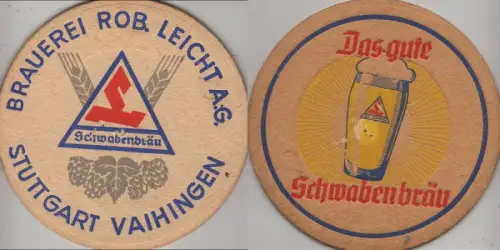 BRAUEREI ROB. LEICHT A.G.
Schwabenbräu
STUTTGART VAIHINGEN
Das gute
Schwabenbräu